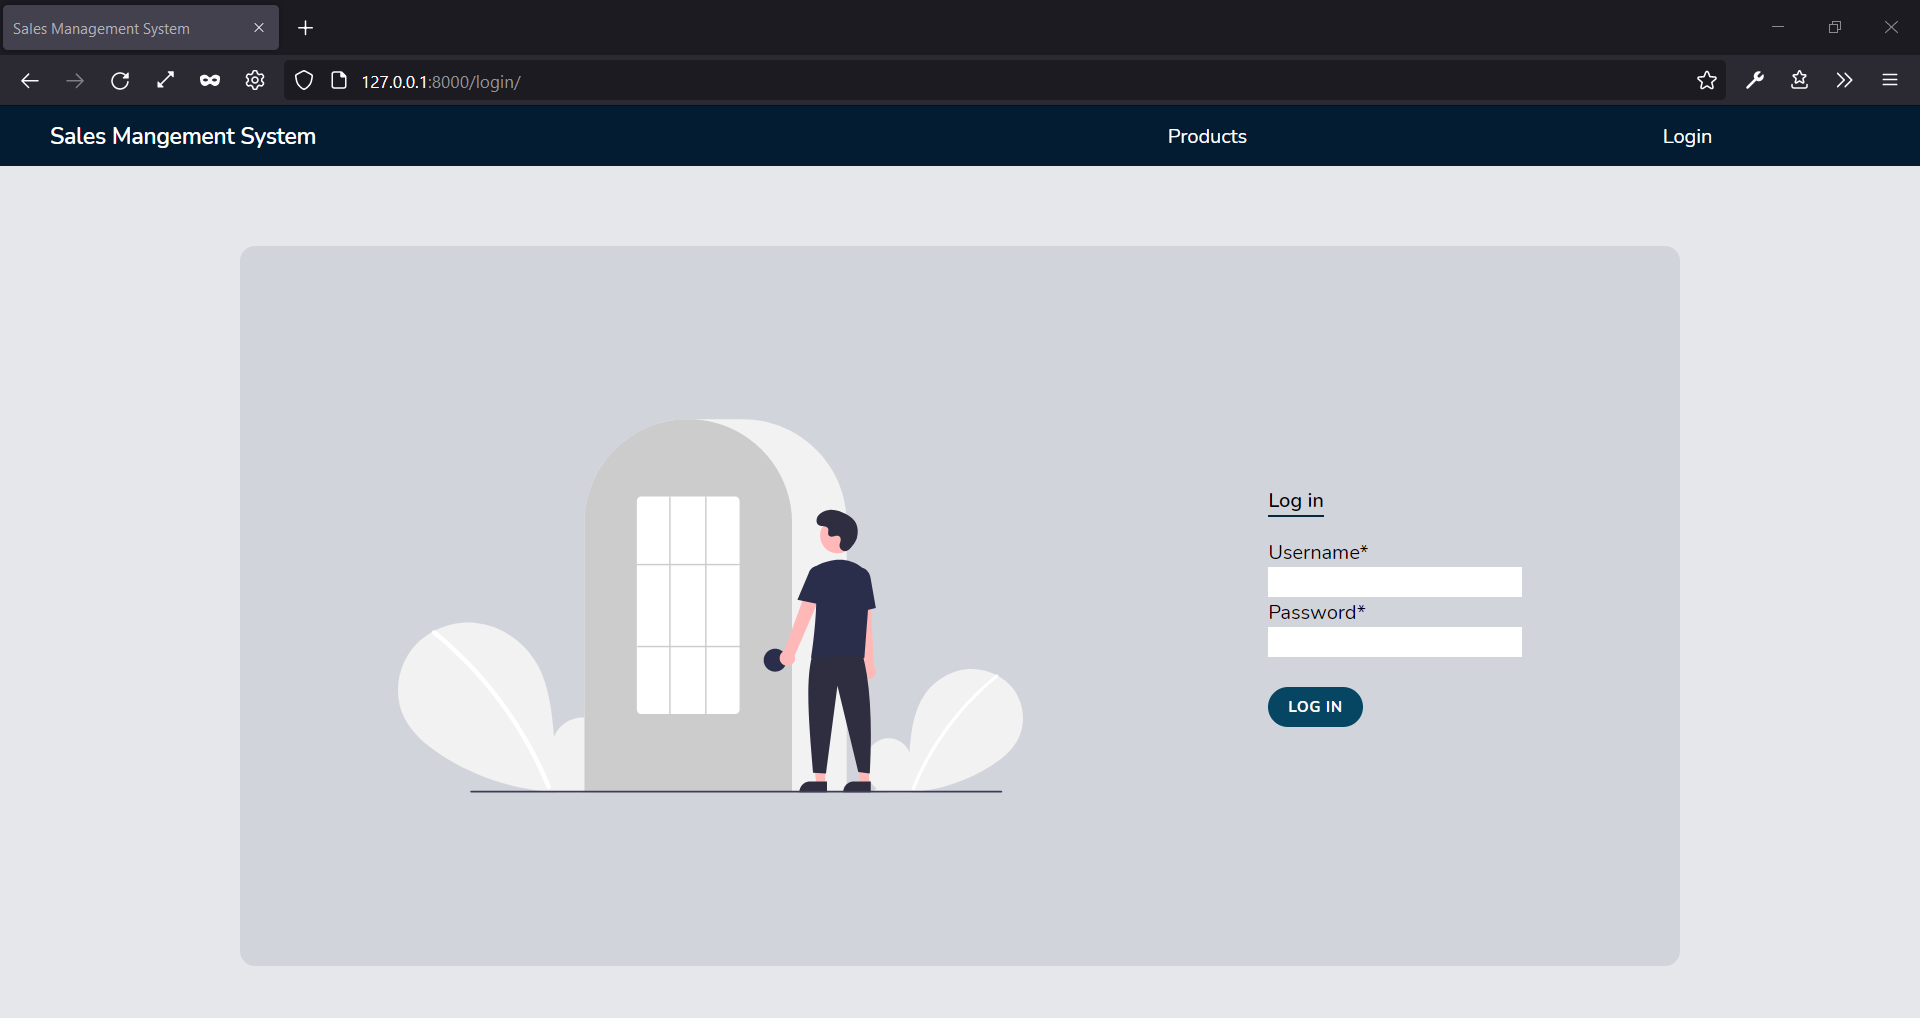 Sales Management System
127.0.0.1:8000/login/
Sales Mangement System Products Login
Log in
Username*
Password*
LOG IN